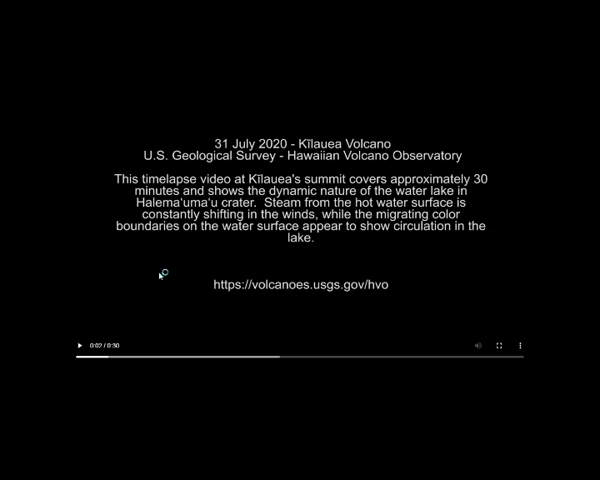 31 July 2020 - Kīlauea Volcano
U.S. Geological Survey - Hawaiian Volcano Observatory
This timelapse video at Kīlauea's summit covers approximately 30
minutes and shows the dynamic nature of the water lake in
Halemaʻumaʻu crater.  Steam from the hot water surface is
constantly shifting in the winds, while the migrating color
boundaries on the water surface appear to show circulation in the
lake.
https://volcanoes.usgs.gov/hvo
0:02 / 0:30